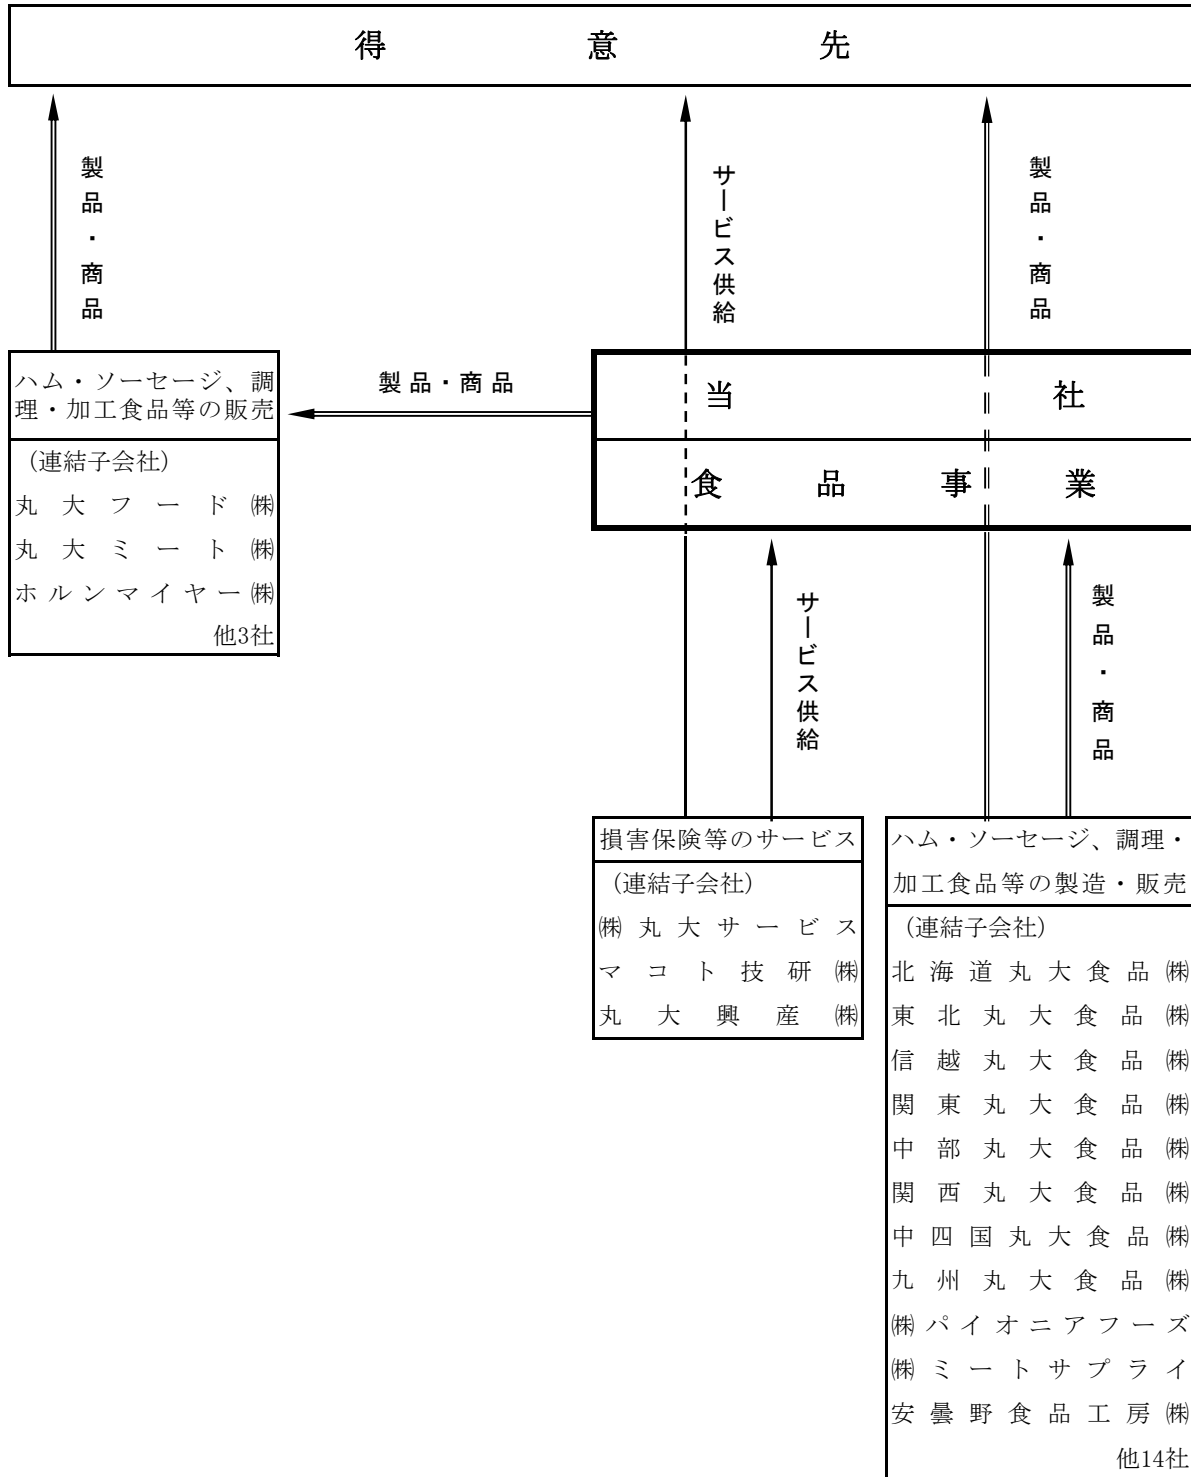 得意先
製品・商品
サービス供給
製品・商品
ハム・ソーセージ、調
理・加工食品等の販売
(連結子会社)
丸大フード㈱
丸大ミート㈱
ホルンマイヤー㈱
他3社
製品・商品
当社
食品事業
サービス供給
製品・商品
損害保険等のサービス
(連結子会社)
㈱丸大サービス
マコト技研㈱
丸大興産㈱
ハム・ソーセージ、調理・
加工食品等の製造・販売
(連結子会社)
北海道丸大食品㈱
東北丸大食品㈱
信越丸大食品㈱
関東丸大食品㈱
中部丸大食品㈱
関西丸大食品㈱
中四国丸大食品㈱
九州丸大食品㈱
㈱パイオニアフーズ
㈱ミートサプライ
安曇野食品工房㈱
他14社